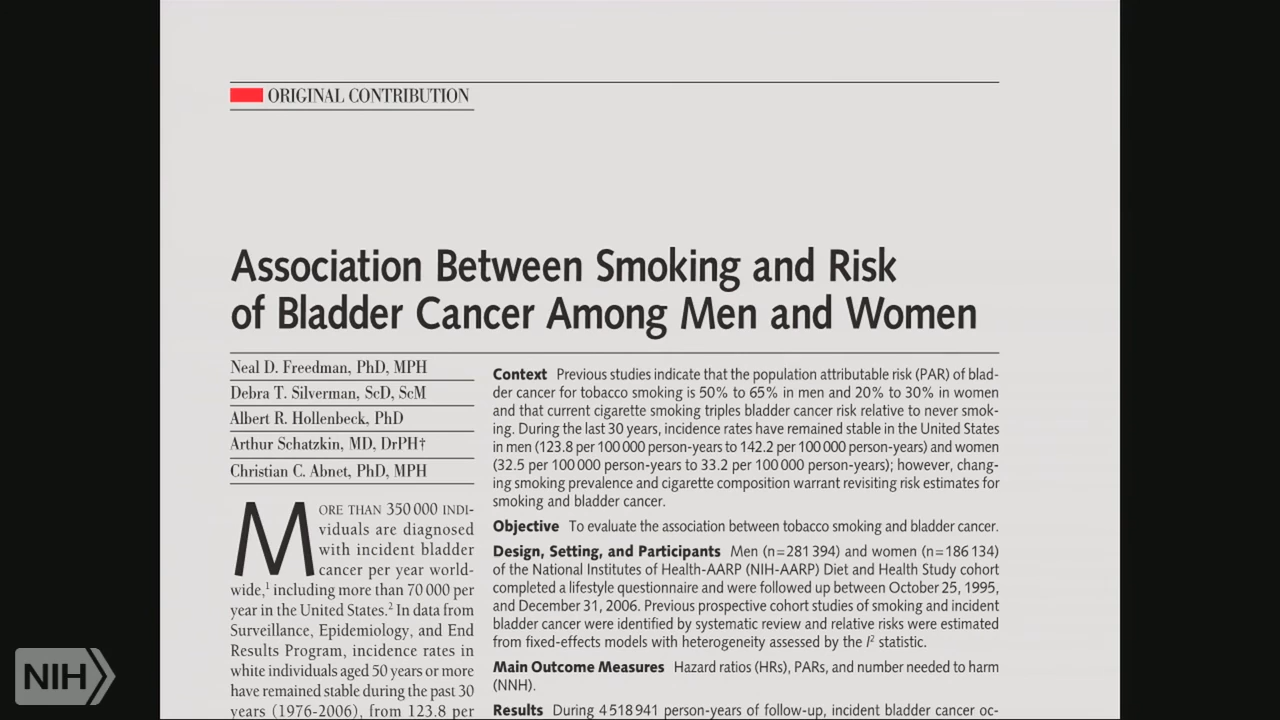 ORIGINAL CONTRIBUTION
Association Between Smoking and Risk
of Bladder Cancer Among Men and Women
Neal D. Freedman, PhD, MPH
Debra T. Silverman, ScD, ScM
Albert R. Hollenbeck, PhD
Arthur Schatzkin, MD, DrPH†
Christian C. Abnet, PhD, MPH
MORE THAN 350 000 INDI-
viduals are diagnosed
with incident bladder
cancer per year world-
wide,1 including more than 70 000 per
year in the United States.2 In data from
Surveillance, Epidemiology, and End
Results Program, incidence rates in
white individuals aged 50 years or more
have remained stable during the past 30
years (1976-2006), from 123.8 per
Context Previous studies indicate that the population attributable risk (PAR) of blad-
der cancer for tobacco smoking is 50% to 65% in men and 20% to 30% in women
and that current cigarette smoking triples bladder cancer risk relative to never smok-
ing. During the last 30 years, incidence rates have remained stable in the United States
in men (123.8 per 100 000 person-years to 142.2 per 100 000 person-years) and women
(32.5 per 100 000 person-years to 33.2 per 100 000 person-years); however, chang-
ing smoking prevalence and cigarette composition warrant revisiting risk estimates for
smoking and bladder cancer.
Objective To evaluate the association between tobacco smoking and bladder cancer.
Design, Setting, and Participants Men (n=281 394) and women (n=186 134)
of the National Institutes of Health-AARP (NIH-AARP) Diet and Health Study cohort
completed a lifestyle questionnaire and were followed up between October 25, 1995,
and December 31, 2006. Previous prospective cohort studies of smoking and incident
bladder cancer were identified by systematic review and relative risks were estimated
from fixed-effects models with heterogeneity assessed by the I2 statistic.
Main Outcome Measures Hazard ratios (HRs), PARs, and number needed to harm
(NNH).
Results During 4 518 941 person-years of follow-up, incident bladder cancer oc-
NIH